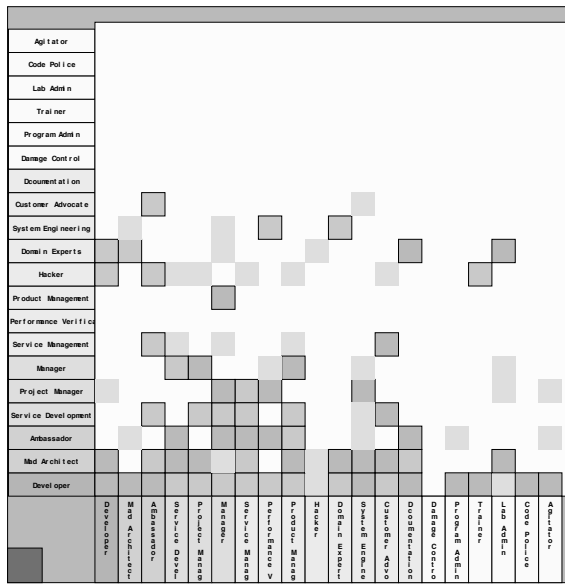 Agitator
Code Police
Lab Admin
Trainer
Program Admin
Damage Control
Dcoumentation
Customer Advocate
System Engineering
Domain Experts
Hacker
Product Management
Performance Verifica
Service Management
Manager
Project Manager
Service Development
Ambassador
Mad Architect
Developer
Developer
Mad Architect
Ambassador
Service Devel
Project Manag
Manager
Service Manag
Performance V
Product Manag
Hacker
Domain Expert
System Engine
Customer Advo
Dcoumentation
Damage Contro
Program Admin
Trainer
Lab Admin
Code Police
Agitator